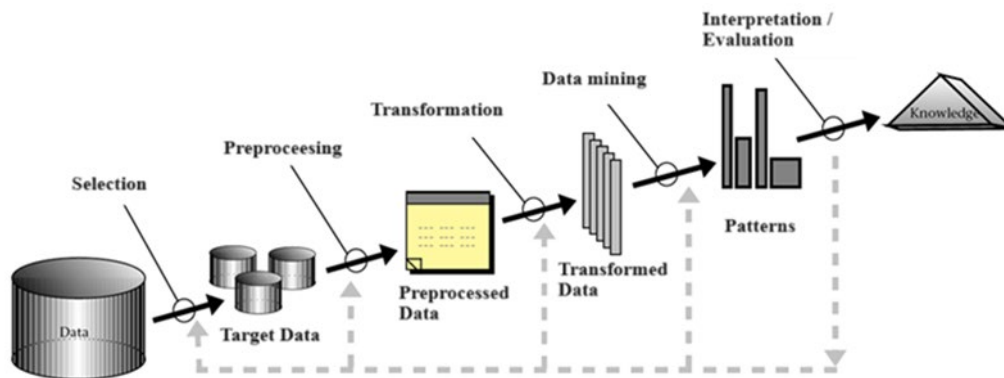 Interpretation /
Evaluation
Data mining
Transformation
Preproceesing
Selection
Knowledge
Patterns
Transformed
Data
Preprocessed
Data
Target Data
Data